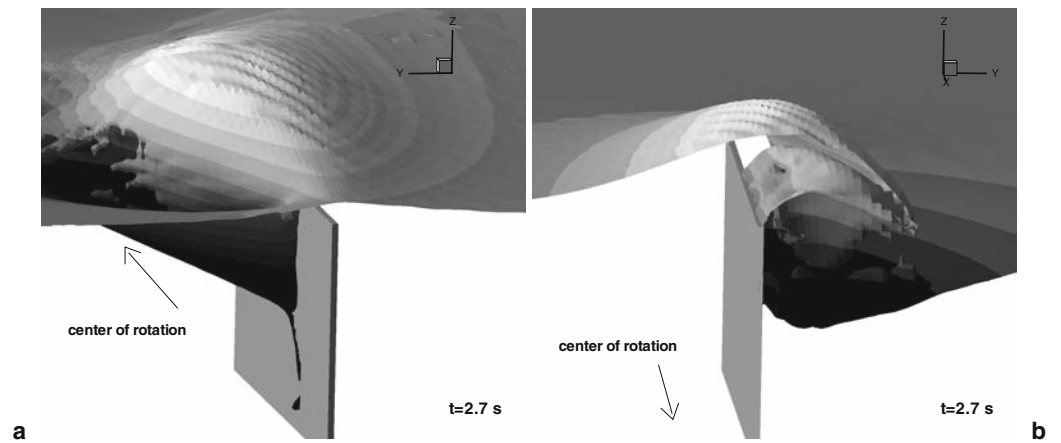 Z
Y
center of rotation
t=2.7 s
a
Z
Y
X
center of rotation
t=2.7 s
b